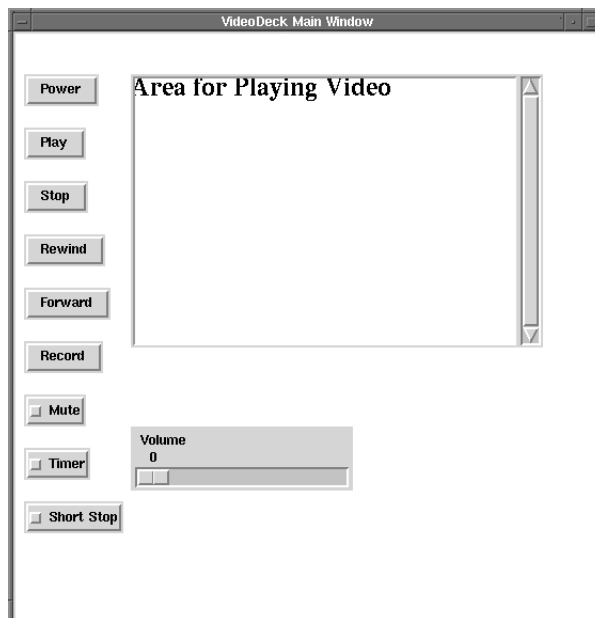 VideoDeck Main Window
Power
Area for Playing Video
Play
Stop
Rewind
Forward
Record
Mute
Volume
0
Timer
Short Stop